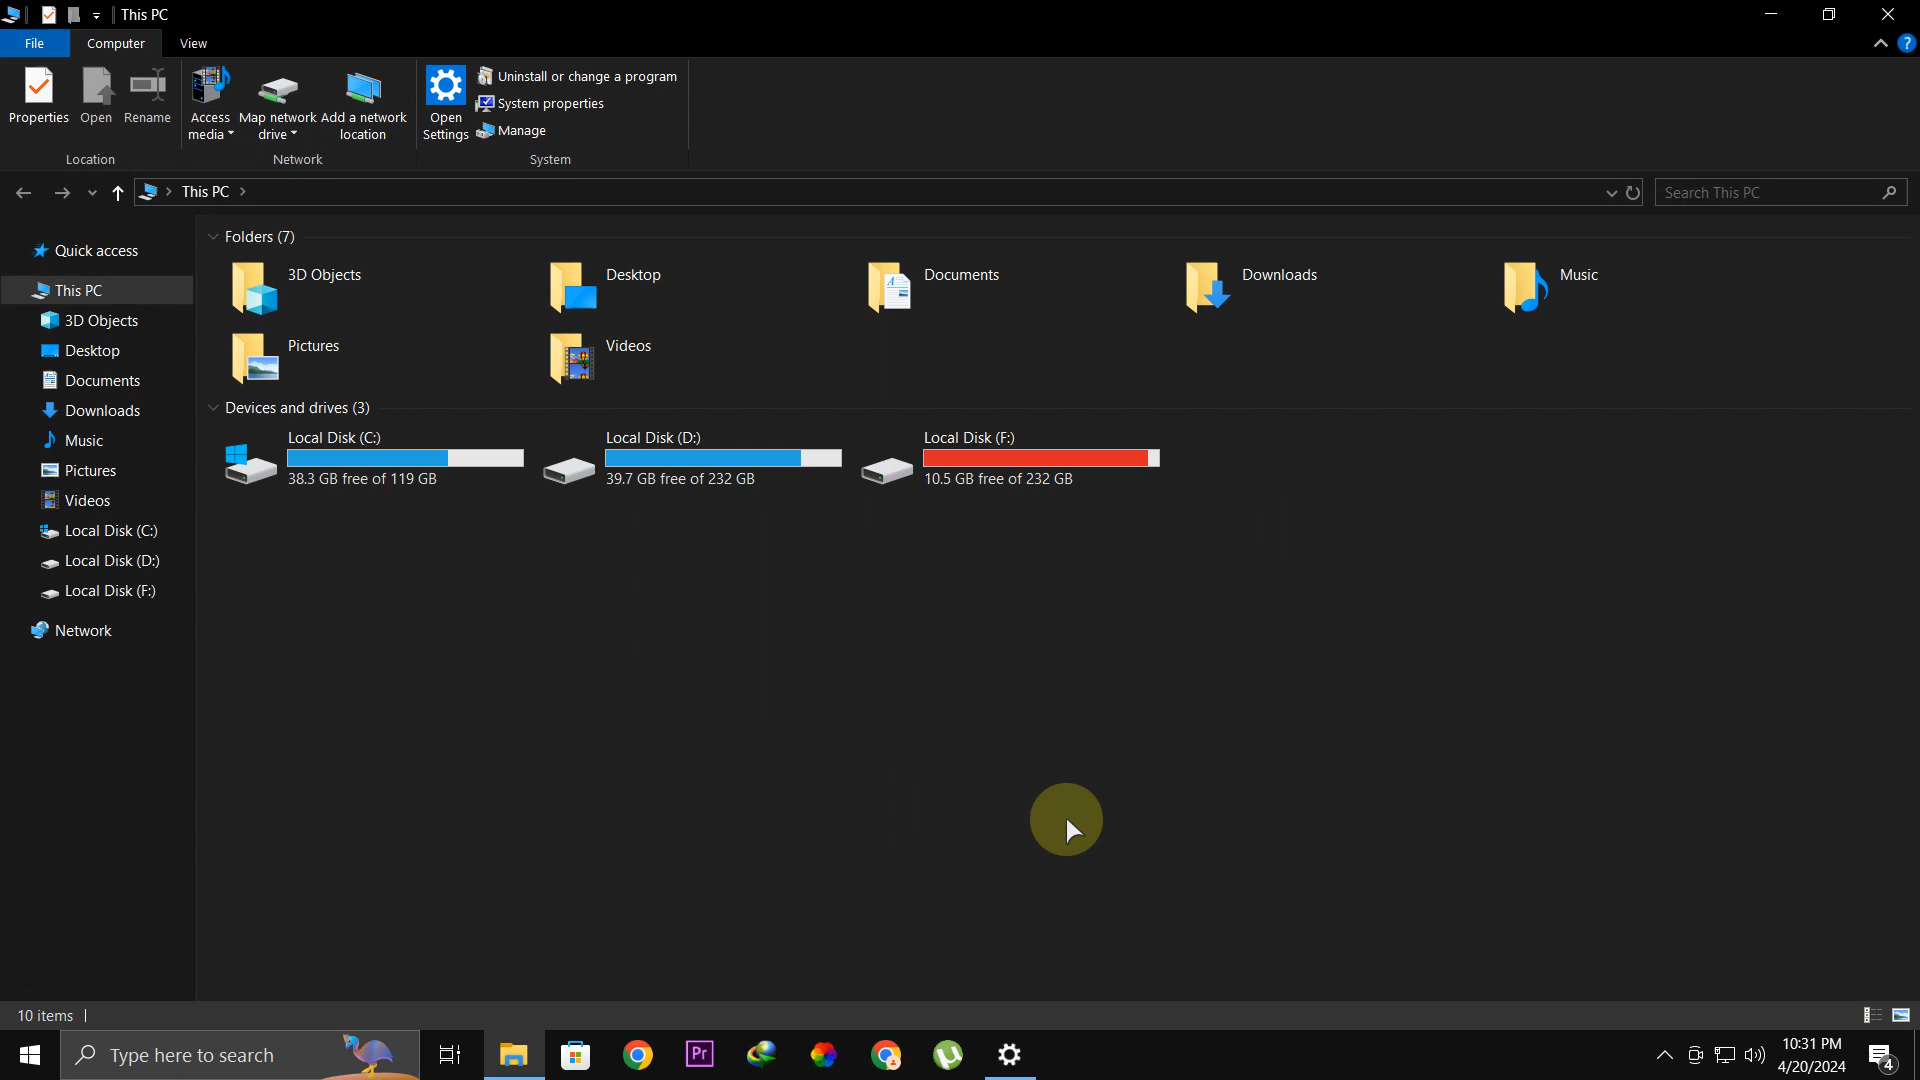 This PC
File
Computer
View
Properties
Open
Rename
Access media
Map network drive
Add a network location
Open Settings
Uninstall or change a program
System properties
Manage
Location
Network
System
This PC
Search This PC
Quick access
This PC
3D Objects
Desktop
Documents
Downloads
Music
Pictures
Videos
Local Disk (C:)
Local Disk (D:)
Local Disk (F:)
Network
Folders (7)
3D Objects
Desktop
Documents
Downloads
Music
Pictures
Videos
Devices and drives (3)
Local Disk (C:)
38.3 GB free of 119 GB
Local Disk (D:)
39.7 GB free of 232 GB
Local Disk (F:)
10.5 GB free of 232 GB
10 items
Type here to search
Pr
10:31 PM
4/20/2024
4